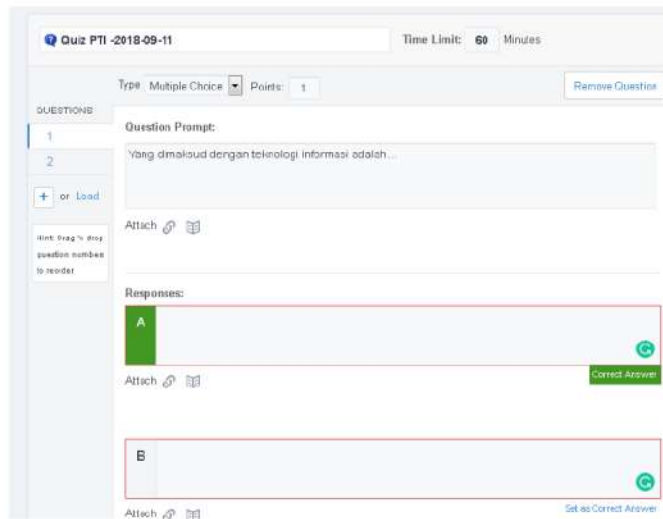 Quiz PTI -2018-09-11
Time Limit: 60 Minutes
Type Multiple Choice Points: 1
Remove Question
QUESTIONS
1
2
+ or Load
Hint: Drag 'n drop
question numbers
to reorder
Question Prompt:
Yang dimaksud dengan teknologi informasi adalah...
Attach
Responses:
A
Correct Answer
Attach
B
Set as Correct Answer
Attach